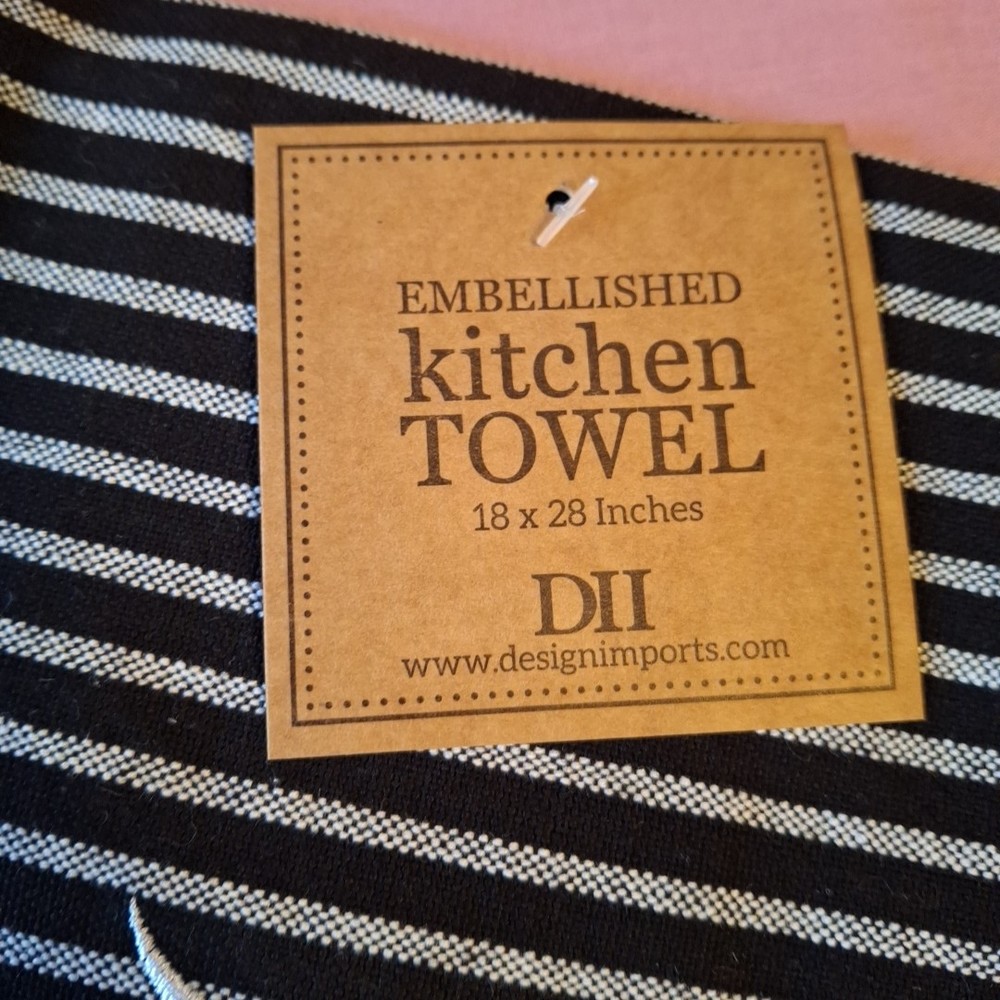 EMBELLISHED
kitchen
TOWEL
18 x 28 Inches
DII
www.designimports.com